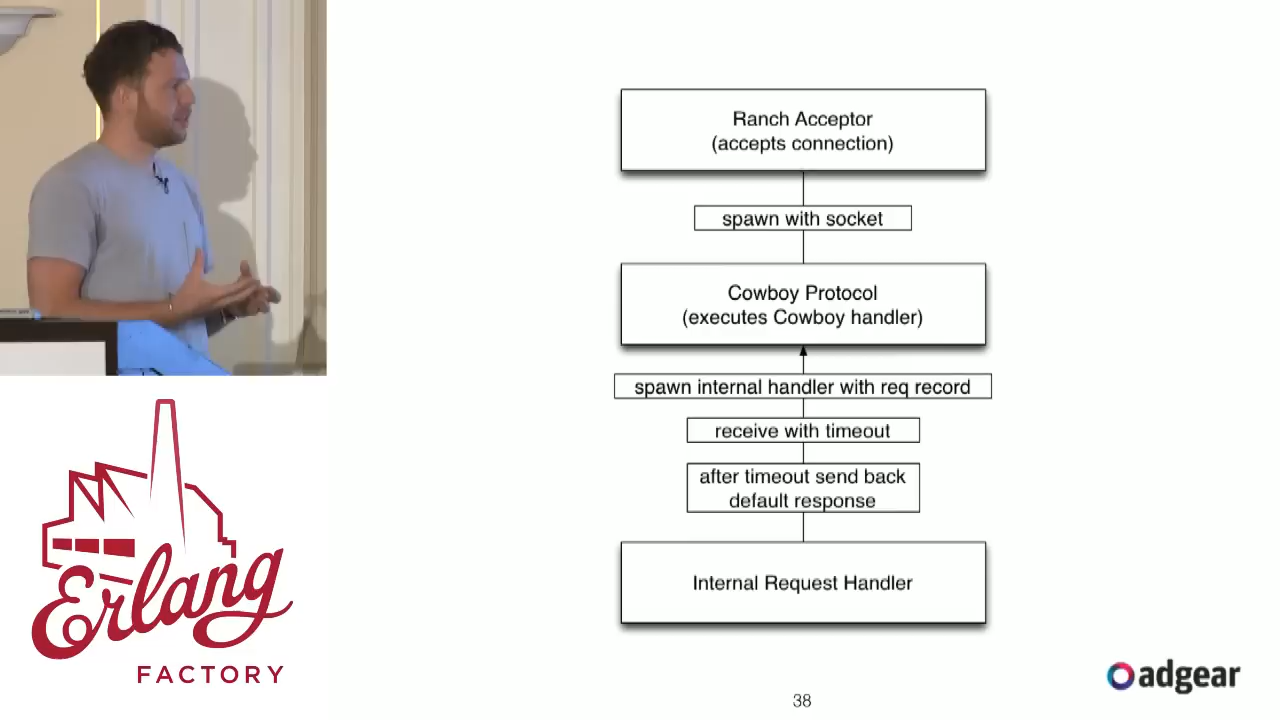 Ranch Acceptor
(accepts connection)
spawn with socket
Cowboy Protocol
(executes Cowboy handler)
spawn internal handler with req record
receive with timeout
after timeout send back
default response
Internal Request Handler
Erlang
FACTORY
adgear
38